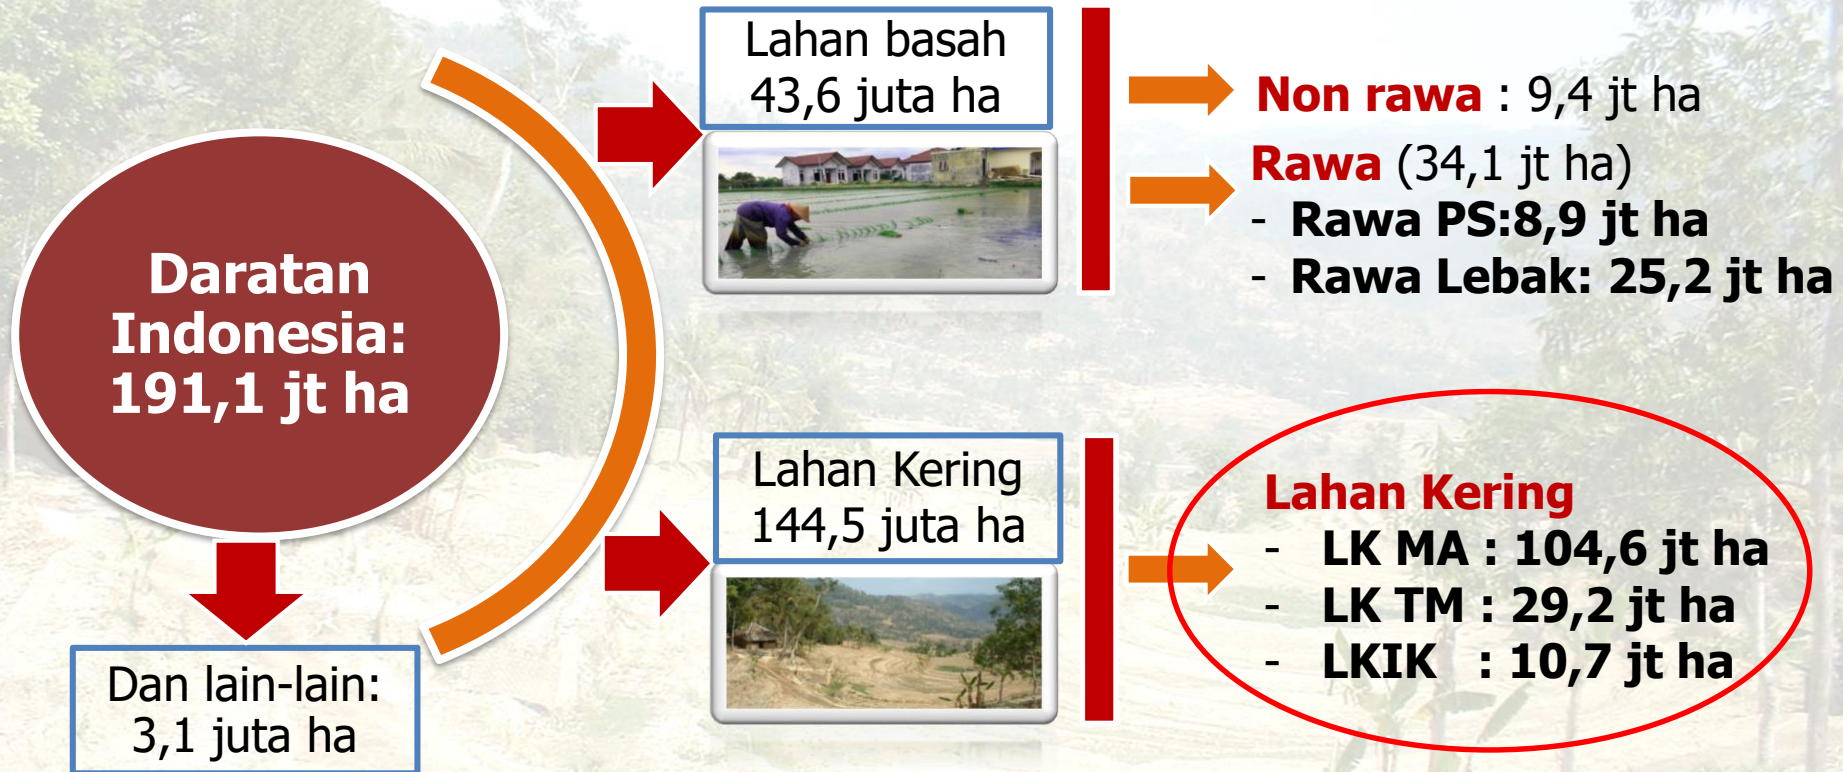 Daratan
Indonesia:
191,1 jt ha
Dan lain-lain:
3,1 juta ha
Lahan basah
43,6 juta ha
Non rawa : 9,4 jt ha
Rawa (34,1 jt ha)
- Rawa PS:8,9 jt ha
- Rawa Lebak: 25,2 jt ha
Lahan Kering
144,5 juta ha
Lahan Kering
- LK MA : 104,6 jt ha
- LK TM : 29,2 jt ha
- LKIK : 10,7 jt ha